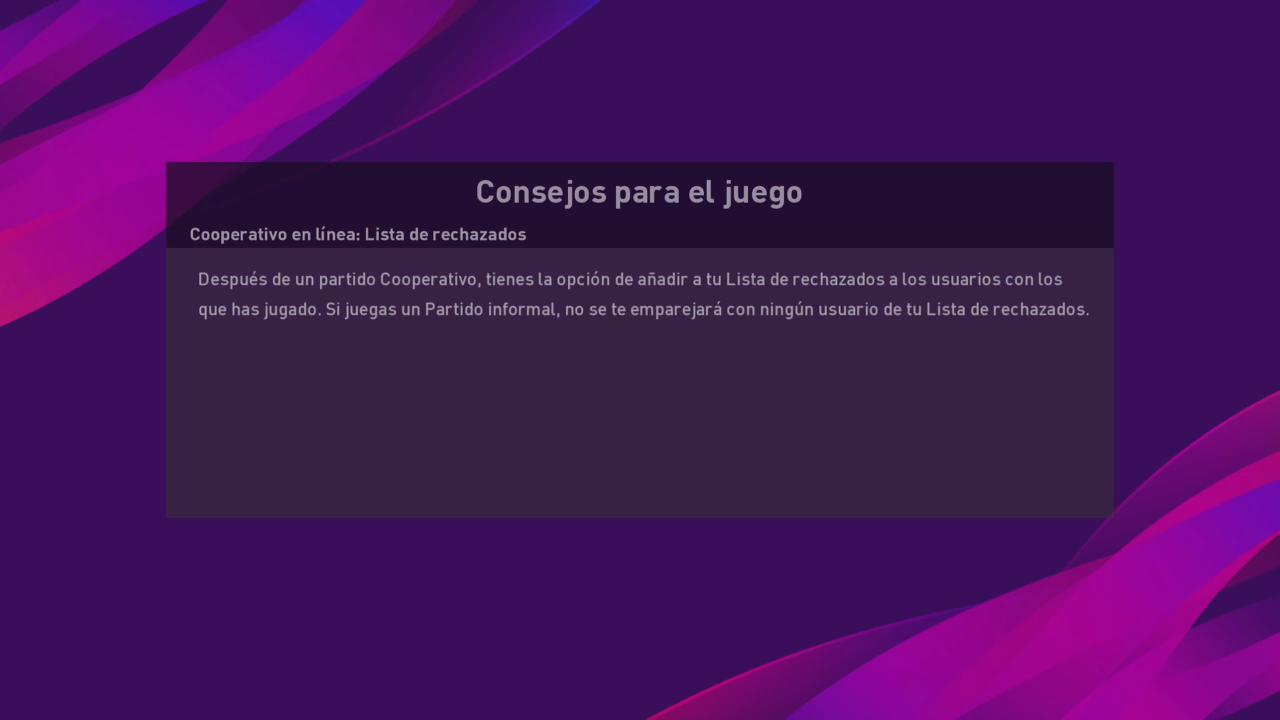 Consejos para el juego
Cooperativo en línea: Lista de rechazados
Después de un partido Cooperativo, tienes la opción de añadir a tu Lista de rechazados a los usuarios con los
que has jugado. Si juegas un Partido informal, no se te emparejará con ningún usuario de tu Lista de rechazados.